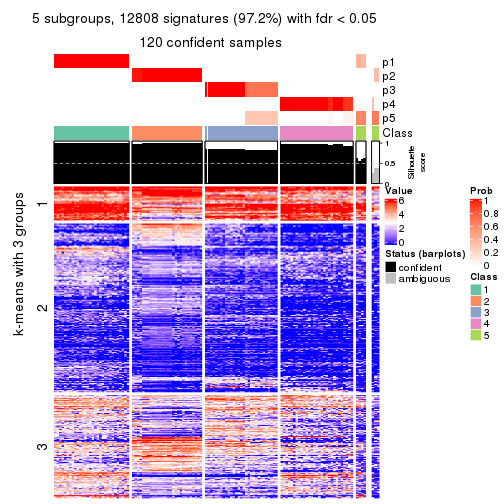 5 subgroups, 12808 signatures (97.2%) with fdr < 0.05
120 confident samples
p1
p2
p3
p4
p5
Class
1
0.5
0
Silhouette
score
k-means with 3 groups
1
2
3
Value
6
4
2
0
Status (barplots)
confident
ambiguous
Prob
1
0.8
0.6
0.4
0.2
0
Class
1
2
3
4
5